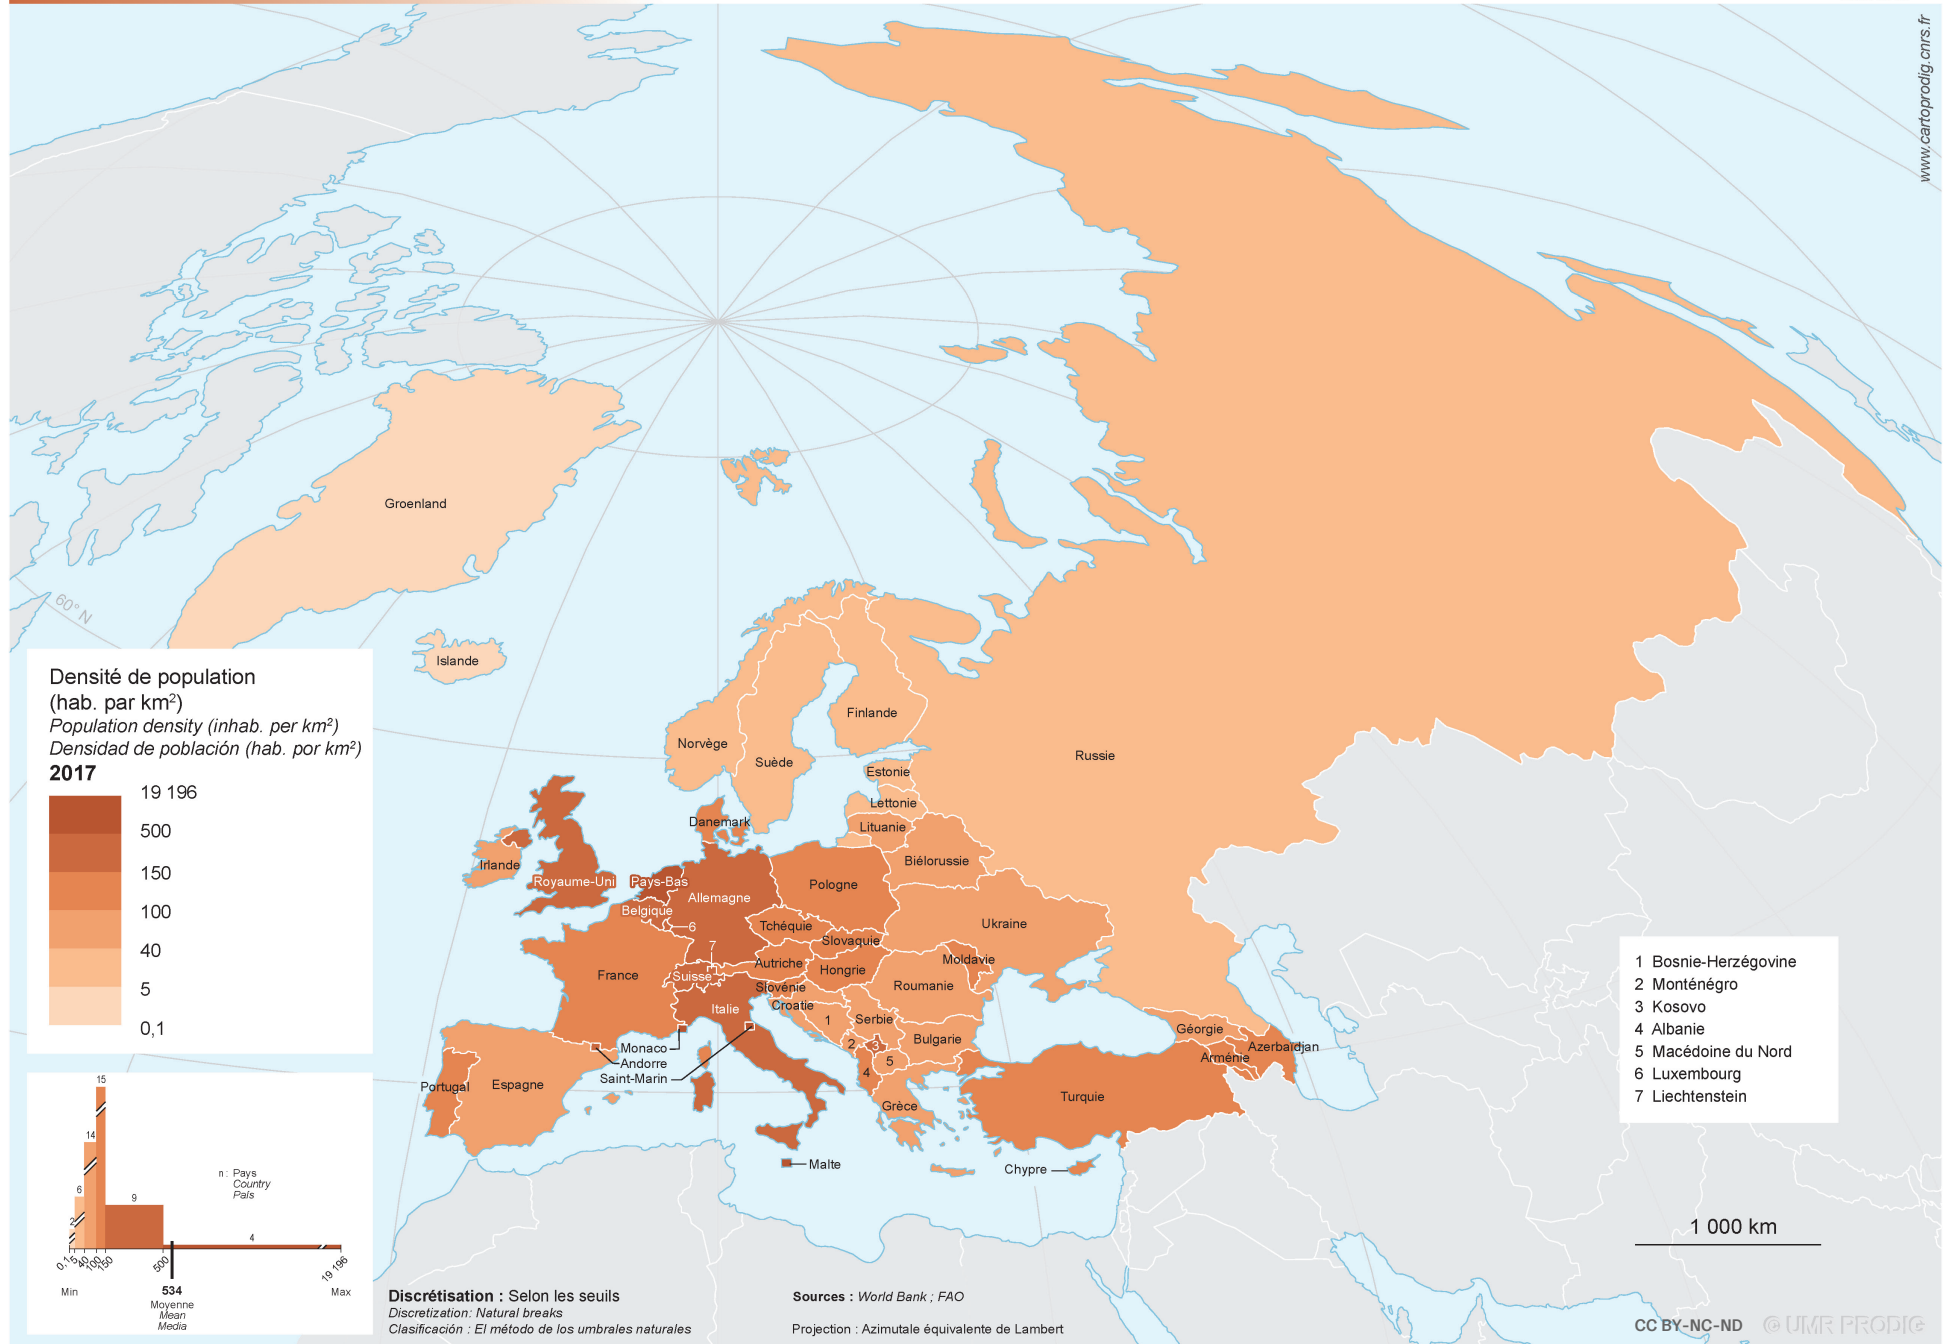 www.cartoprodig.cnrs.fr
60° N
Groenland
Islande
Norvège
Suède
Finlande
Russie
Estonie
Lettonie
Lituanie
Danemark
Biélorussie
Irlande
Royaume-Uni
Pays-Bas
Allemagne
Pologne
Belgique
6
Tchéquie
Ukraine
Slovaquie
7
Autriche
Moldavie
France
Suisse
Hongrie
Roumanie
Slovénie
Italie
Croatie
1
Serbie
Géorgie
Bulgarie
2
3
Azerbaïdjan
Monaco
Andorre
Saint-Marin
4
5
Arménie
Portugal
Espagne
Turquie
Grèce
Malte
Chypre
Densité de population
(hab. par km²)
Population density (inhab. per km²)
Densidad de población (hab. por km²)
2017
19 196
500
150
100
40
5
0,1
15
14
n : Pays
Country
País
6
9
2
4
0,1
5
40
100
150
500
19 196
Min
534
Max
Moyenne
Mean
Media
1 Bosnie-Herzégovine
2 Monténégro
3 Kosovo
4 Albanie
5 Macédoine du Nord
6 Luxembourg
7 Liechtenstein
1 000 km
Discrétisation : Selon les seuils
Discretization: Natural breaks
Clasificación : El método de los umbrales naturales
Sources : World Bank ; FAO
Projection : Azimutale équivalente de Lambert
CC BY-NC-ND © UMR PRODIG